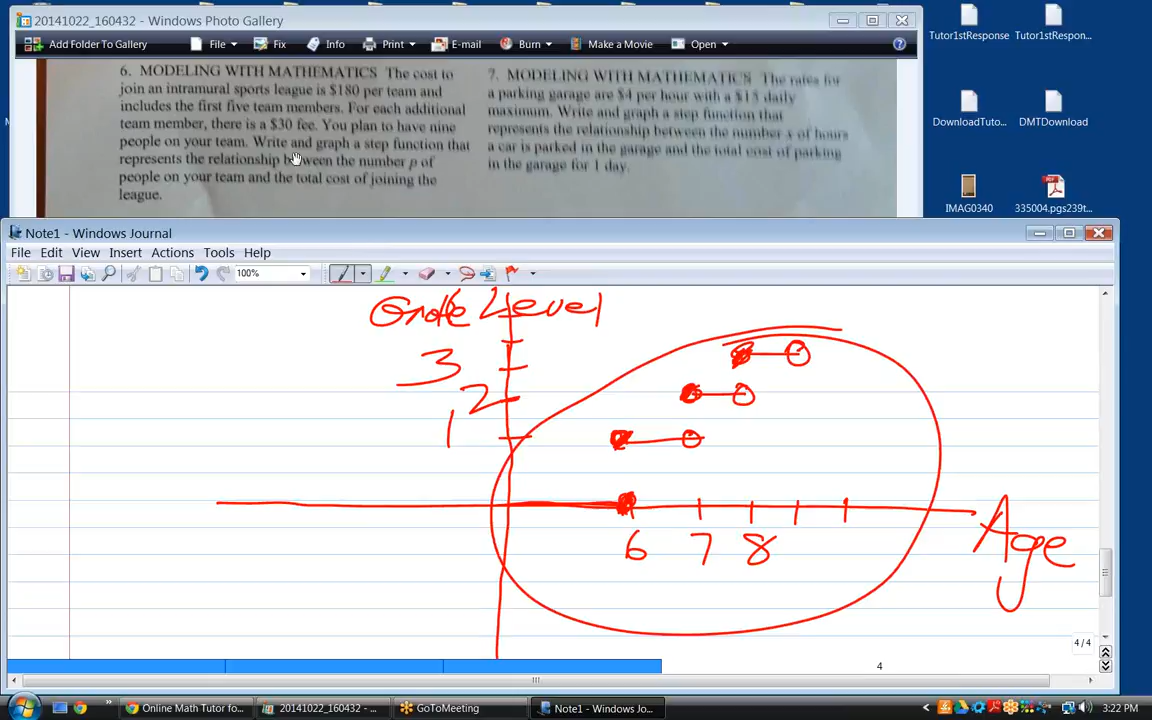 20141022_160432 - Windows Photo Gallery
Add Folder To Gallery File Fix Info Print E-mail Burn Make a Movie Open
6. MODELING WITH MATHEMATICS The cost to
join an intramural sports league is $180 per team and
includes the first five team members. For each additional
team member, there is a $30 fee. You plan to have nine
people on your team. Write and graph a step function that
represents the relationship between the number p of
people on your team and the total cost of joining the
league.
7. MODELING WITH MATHEMATICS The rates for
a parking garage are $4 per hour with a $15 daily
maximum. Write and graph a step function that
represents the relationship between the number x of hours
a car is parked in the garage and the total cost of parking
in the garage for 1 day.
Tutor1stRespon...
Tutor1stRespon...
DownloadTuto...
DMTDownload
IMAG0340
335004.pgs239t...
Note1 - Windows Journal
File Edit View Insert Actions Tools Help
100%
Grade Level
3
2
1
6 7 8
Age
4 / 4
4
Online Math Tutor fo... 20141022_160432 - ... GoToMeeting Note1 - Windows Jo... 3:22 PM